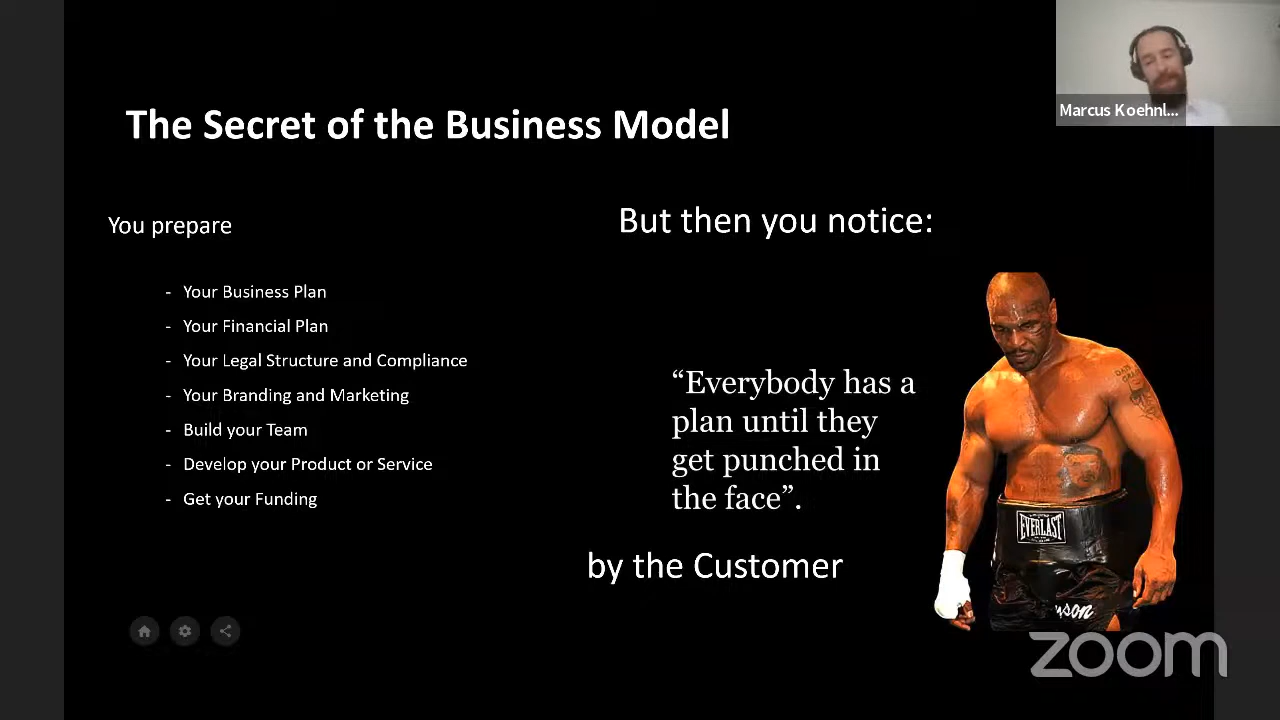 The Secret of the Business Model
Marcus Koehnl...
You prepare
- Your Business Plan
- Your Financial Plan
- Your Legal Structure and Compliance
- Your Branding and Marketing
- Build your Team
- Develop your Product or Service
- Get your Funding
But then you notice:
“Everybody has a
plan until they
get punched in
the face”.
by the Customer
EVERLAST
zoom